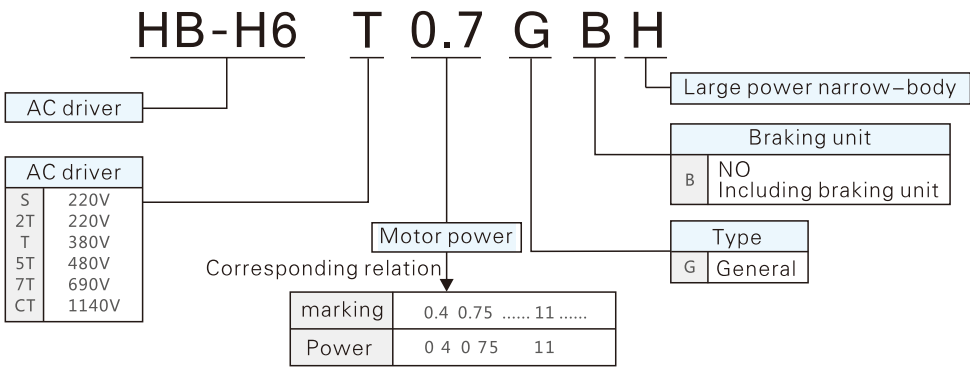 HB-H6 T 0.7 G B H
AC driver
Large power narrow-body
Braking unit
B NO
Including braking unit
AC driver
S 220V
2T 220V
T 380V
5T 480V
7T 690V
CT 1140V
Motor power
Type
G General
Corresponding relation
marking 0.4 0.75 ...... 11 ......
Power 0 4 0 75 11